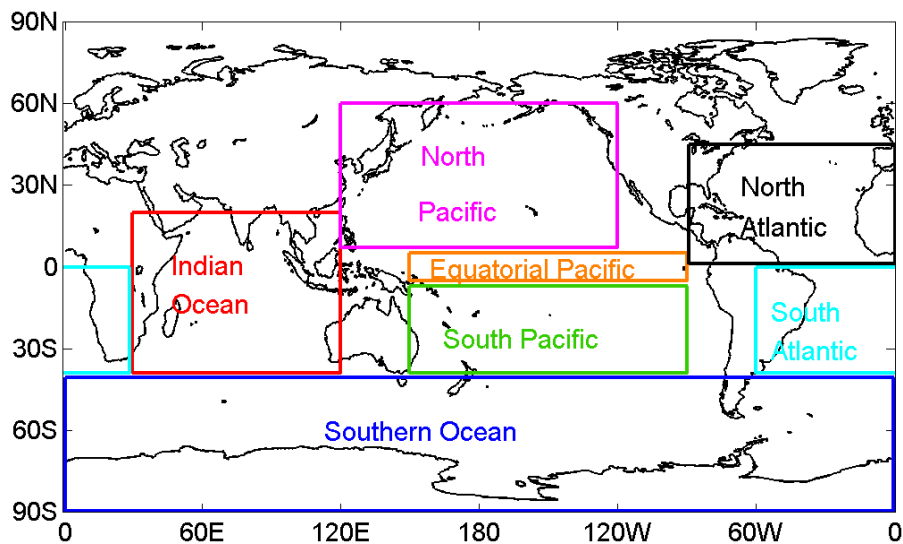 90N
60N
30N
0
30S
60S
90S
North
Pacific
North
Atlantic
Indian
Ocean
Equatorial Pacific
South Pacific
South
Atlantic
Southern Ocean
0
60E
120E
180
120W
60W
0